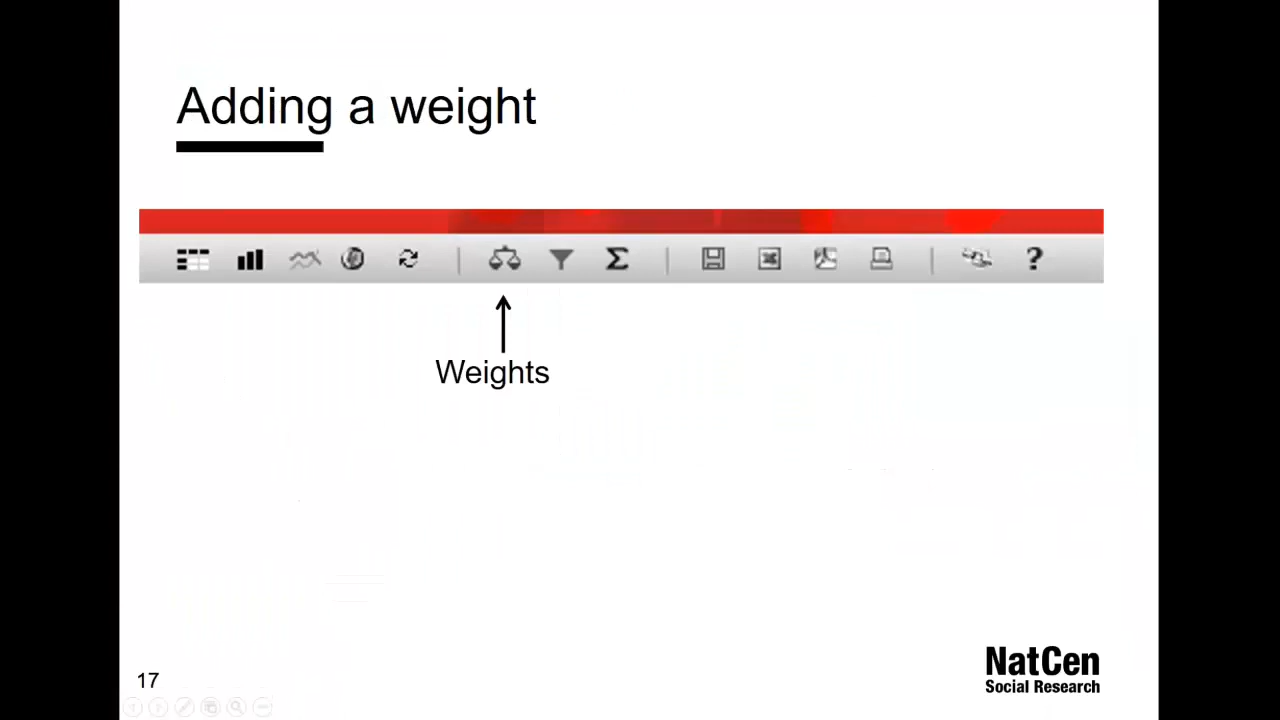 Adding a weight
Σ
?
Weights
17
NatCen
Social Research